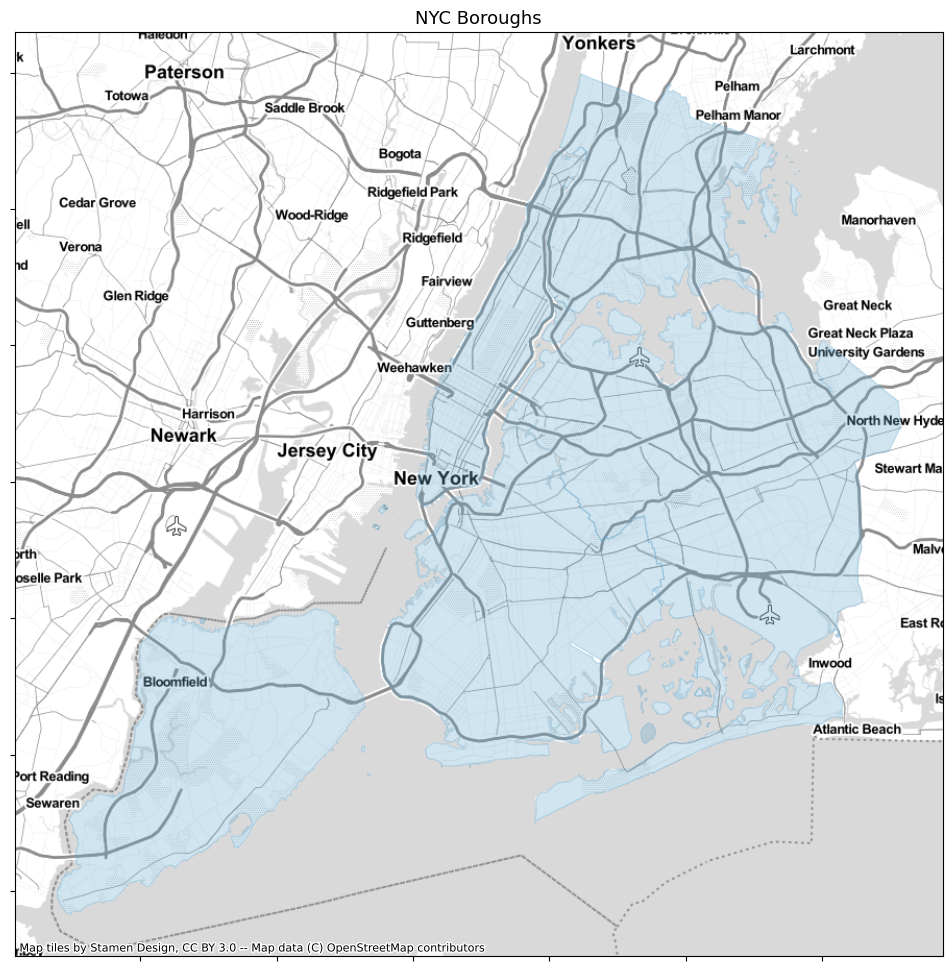 NYC Boroughs
Haledon
Yonkers
Larchmont
k
Paterson
Pelham
Totowa
Saddle Brook
Pelham Manor
Bogota
Ridgefield Park
Cedar Grove
Wood-Ridge
Manorhaven
ell
Ridgefield
Verona
nd
Fairview
Glen Ridge
Great Neck
Guttenberg
Great Neck Plaza
University Gardens
Weehawken
Harrison
North New Hyde
Newark
Jersey City
Stewart Ma
New York
Malve
orth
oselle Park
East Ro
Inwood
Bloomfield
Is
Atlantic Beach
Port Reading
Sewaren
Map tiles by Stamen Design, CC BY 3.0 -- Map data (C) OpenStreetMap contributors